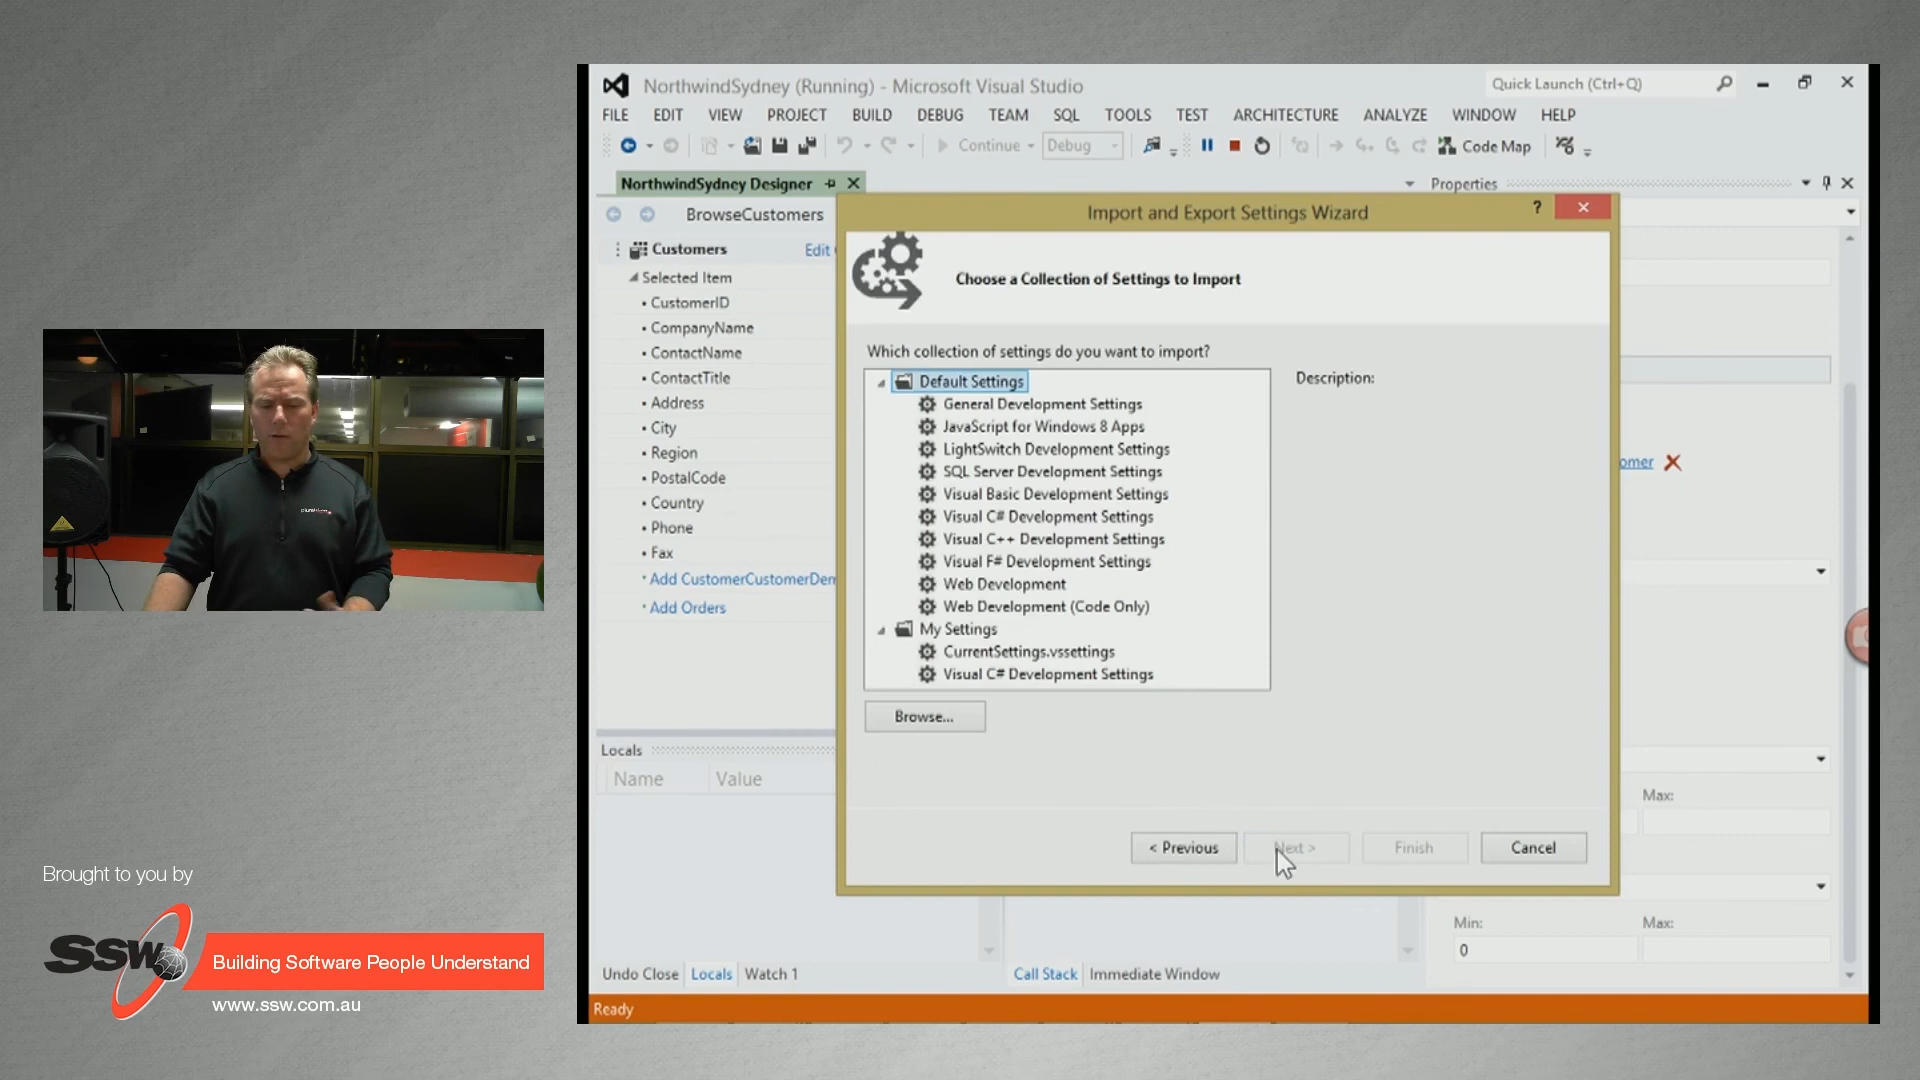 NorthwindSydney (Running) - Microsoft Visual Studio
Quick Launch (Ctrl+Q)
FILE EDIT VIEW PROJECT BUILD DEBUG TEAM SQL TOOLS TEST ARCHITECTURE ANALYZE WINDOW HELP
Continue Debug Code Map
NorthwindSydney Designer
Properties
BrowseCustomers
Customers
Edit
Selected Item
CustomerID
CompanyName
ContactName
ContactTitle
Address
City
Region
PostalCode
Country
Phone
Fax
Add CustomerCustomerDem
Add Orders
Import and Export Settings Wizard
?
Choose a Collection of Settings to Import
Which collection of settings do you want to import?
Default Settings
General Development Settings
JavaScript for Windows 8 Apps
LightSwitch Development Settings
SQL Server Development Settings
Visual Basic Development Settings
Visual C# Development Settings
Visual C++ Development Settings
Visual F# Development Settings
Web Development
Web Development (Code Only)
My Settings
CurrentSettings.vssettings
Visual C# Development Settings
Description:
Browse...
< Previous
Next >
Finish
Cancel
omer
Max:
Min:
Max:
0
Locals
Name Value
Undo Close Locals Watch 1
Call Stack Immediate Window
Ready
Brought to you by
SSW
Building Software People Understand
www.ssw.com.au